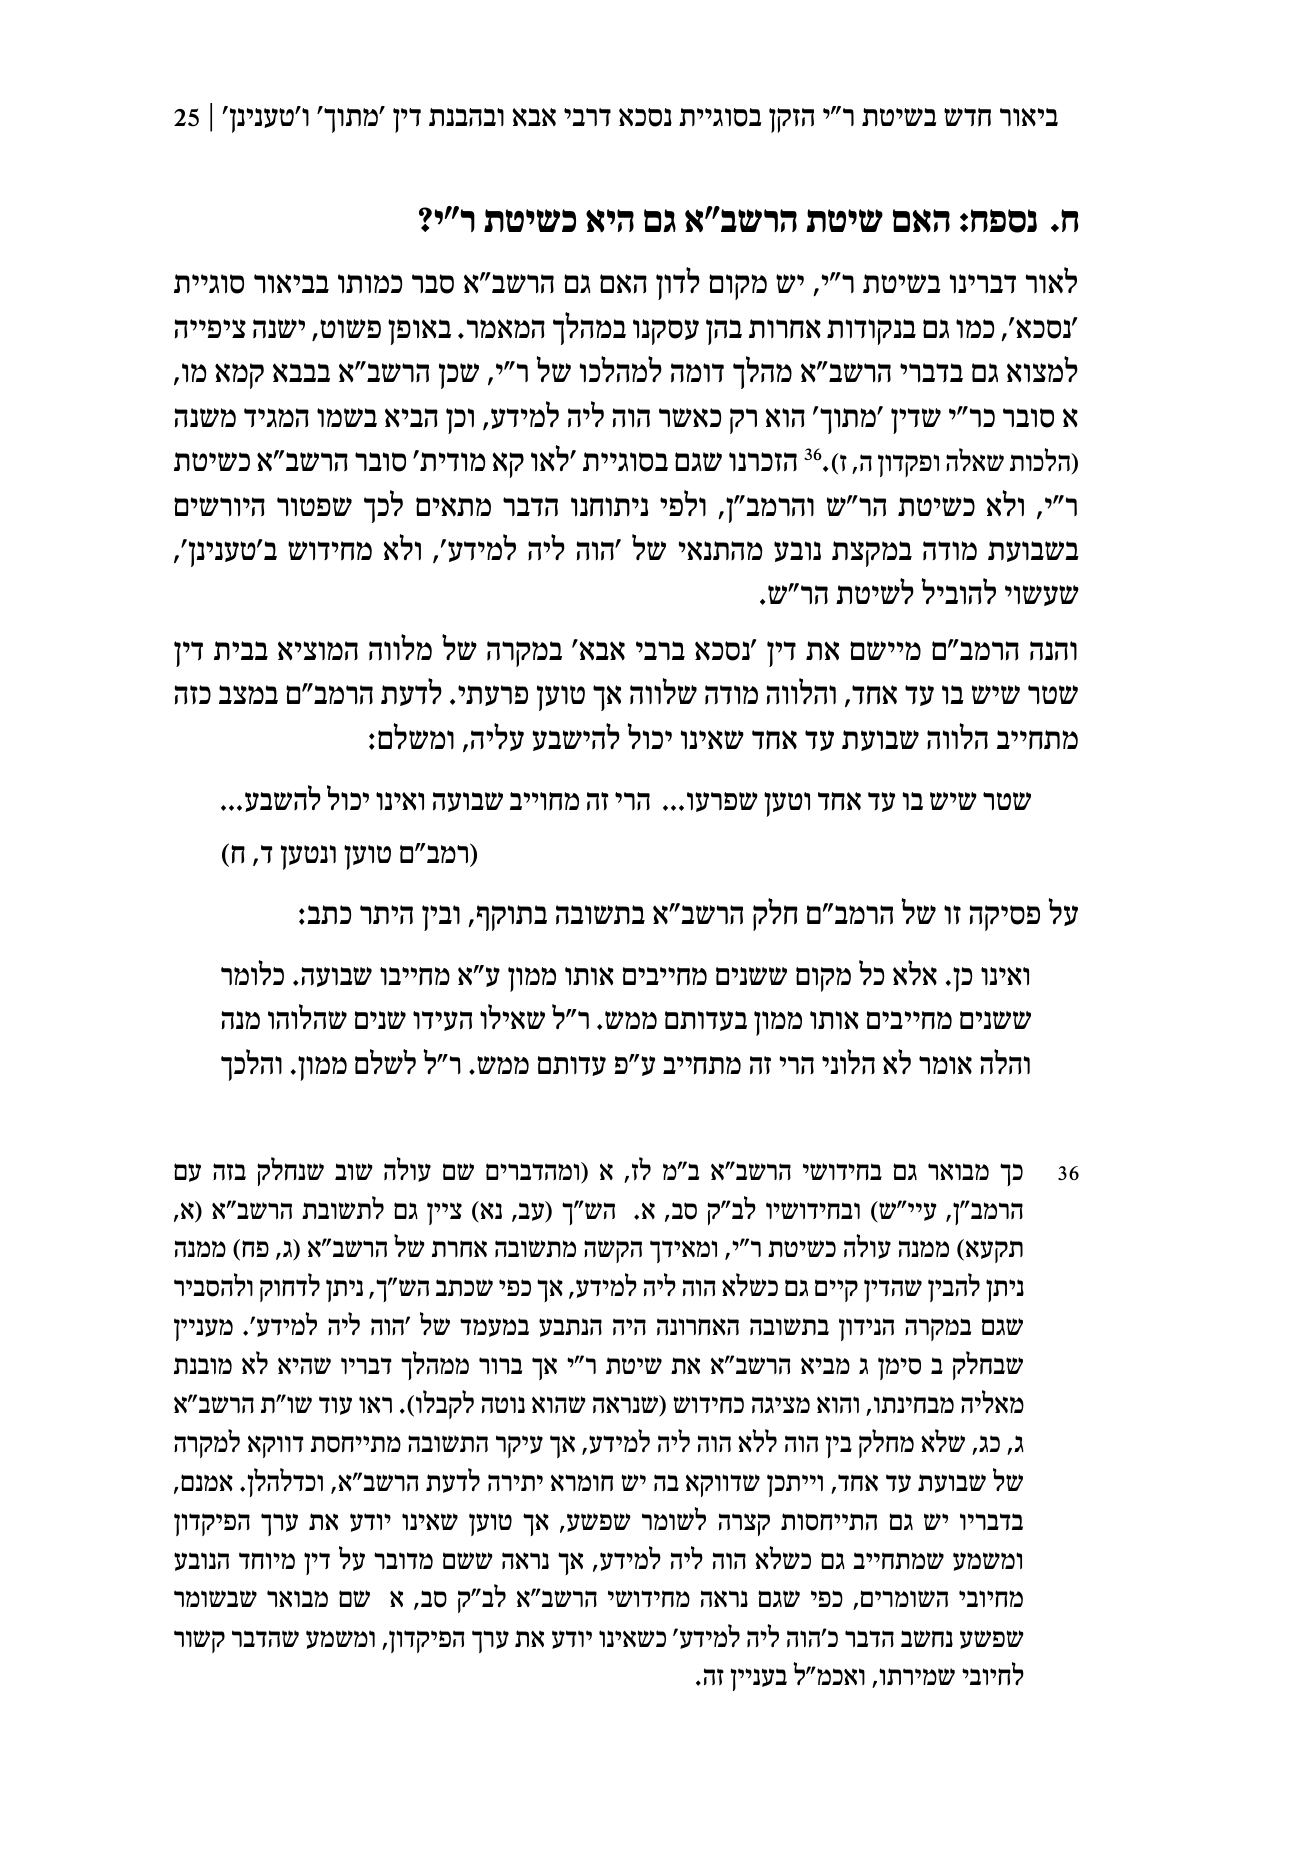 ביאור חדש בשיטת ר"י הזקן בסוגיית נסכא דרבי אבא ובהבנת דין 'מתוך' ו'טענינן' | 25
ח. נספח: האם שיטת הרשב"א גם היא כשיטת ר"י?
לאור דברינו בשיטת ר"י, יש מקום לדון האם גם הרשב"א סבר כמותו בביאור סוגיית
'נסכא', כמו גם בנקודות אחרות בהן עסקנו במהלך המאמר. באופן פשוט, ישנה ציפייה
למצוא גם בדברי הרשב"א מהלך דומה למהלכו של ר"י, שכן הרשב"א בבבא קמא מו,
א סובר כר"י שדין 'מתוך' הוא רק כאשר הוה ליה למידע, וכן הביא בשמו המגיד משנה
(הלכות שאלה ופקדון ה, ז).36 הזכרנו שגם בסוגיית 'לאו קא מודית' סובר הרשב"א כשיטת
ר"י, ולא כשיטת הר"ש והרמב"ן, ולפי ניתוחנו הדבר מתאים לכך שפטור היורשים
בשבועת מודה במקצת נובע מהתנאי של 'הוה ליה למידע', ולא מחידוש ב'טענינן',
שעשוי להוביל לשיטת הר"ש.
והנה הרמב"ם מיישם את דין 'נסכא ברבי אבא' במקרה של מלווה המוציא בבית דין
שטר שיש בו עד אחד, והלווה מודה שלווה אך טוען פרעתי. לדעת הרמב"ם במצב כזה
מתחייב הלווה שבועת עד אחד שאינו יכול להישבע עליה, ומשלם:
שטר שיש בו עד אחד וטען שפרעו... הרי זה מחוייב שבועה ואינו יכול להשבע...
(רמב"ם טוען ונטען ד, ח)
על פסיקה זו של הרמב"ם חלק הרשב"א בתשובה בתוקף, ובין היתר כתב:
ואינו כן. אלא כל מקום ששנים מחייבים אותו ממון ע"א מחייבו שבועה. כלומר
ששנים מחייבים אותו ממון בעדותם ממש. ר"ל שאילו העידו שנים שהלוהו מנה
והלה אומר לא הלוני הרי זה מתחייב ע"פ עדותם ממש. ר"ל לשלם ממון. והלכך
36 כך מבואר גם בחידושי הרשב"א ב"מ לז, א (ומהדברים שם עולה שוב שנחלק בזה עם
הרמב"ן, עיי"ש) ובחידושיו לב"ק סב, א. הש"ך (עב, נא) ציין גם לתשובת הרשב"א (א,
תקעא) ממנה עולה כשיטת ר"י, ומאידך הקשה מתשובה אחרת של הרשב"א (ג, פח) ממנה
ניתן להבין שהדין קיים גם כשלא הוה ליה למידע, אך כפי שכתב הש"ך, ניתן לדחוק ולהסביר
שגם במקרה הנידון בתשובה האחרונה היה הנתבע במעמד של 'הוה ליה למידע'. מעניין
שבחלק ב סימן ג מביא הרשב"א את שיטת ר"י אך ברור ממהלך דבריו שהיא לא מובנת
מאליה מבחינתו, והוא מציגה כחידוש (שנראה שהוא נוטה לקבלו). ראו עוד שו"ת הרשב"א
ג, כג, שלא מחלק בין הוה ללא הוה ליה למידע, אך עיקר התשובה מתייחסת דווקא למקרה
של שבועת עד אחד, וייתכן שדווקא בה יש חומרא יתירה לדעת הרשב"א, וכדלהלן. אמנם,
בדבריו יש גם התייחסות קצרה לשומר שפשע, אך טוען שאינו יודע את ערך הפיקדון
ומשמע שמתחייב גם כשלא הוה ליה למידע, אך נראה ששם מדובר על דין מיוחד הנובע
מחיובי השומרים, כפי שגם נראה מחידושי הרשב"א לב"ק סב, א שם מבואר שבשומר
שפשע נחשב הדבר כ'הוה ליה למידע' כשאינו יודע את ערך הפיקדון, ומשמע שהדבר קשור
לחיובי שמירתו, ואכמ"ל בעניין זה.